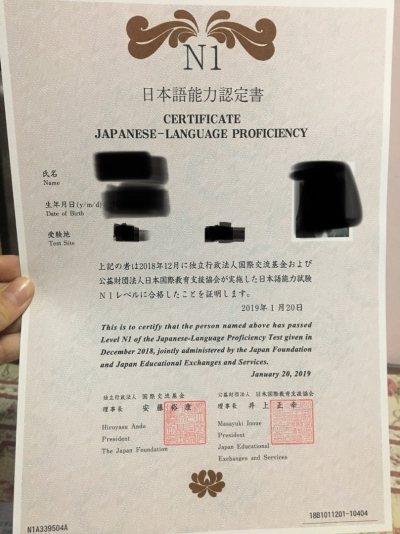 N1
日本語能力認定書
CERTIFICATE
JAPANESE-LANGUAGE PROFICIENCY
氏名
Name
生年月日(y/m/d)
Date of Birth
受験地
Test Site
上記の者は2018年12月に独立行政法人国際交流基金および
公益財団法人日本国際教育支援協会が実施した日本語能力試験
N1レベルに合格したことを証明します。
2019年1月20日
This is to certify that the person named above has passed
Level N1 of the Japanese-Language Proficiency Test given in
December 2018, jointly administered by the Japan Foundation
and Japan Educational Exchanges and Services.
January 20, 2019
独立行政法人 国際交流基金
理事長 安藤裕康
Hiroyasu Ando
President
The Japan Foundation
公益財団法人 日本国際教育支援協会
理事長 井上正幸
Masayuki Inoue
President
Japan Educational
Exchanges and Services
N1A339504A
18B1011201-10404